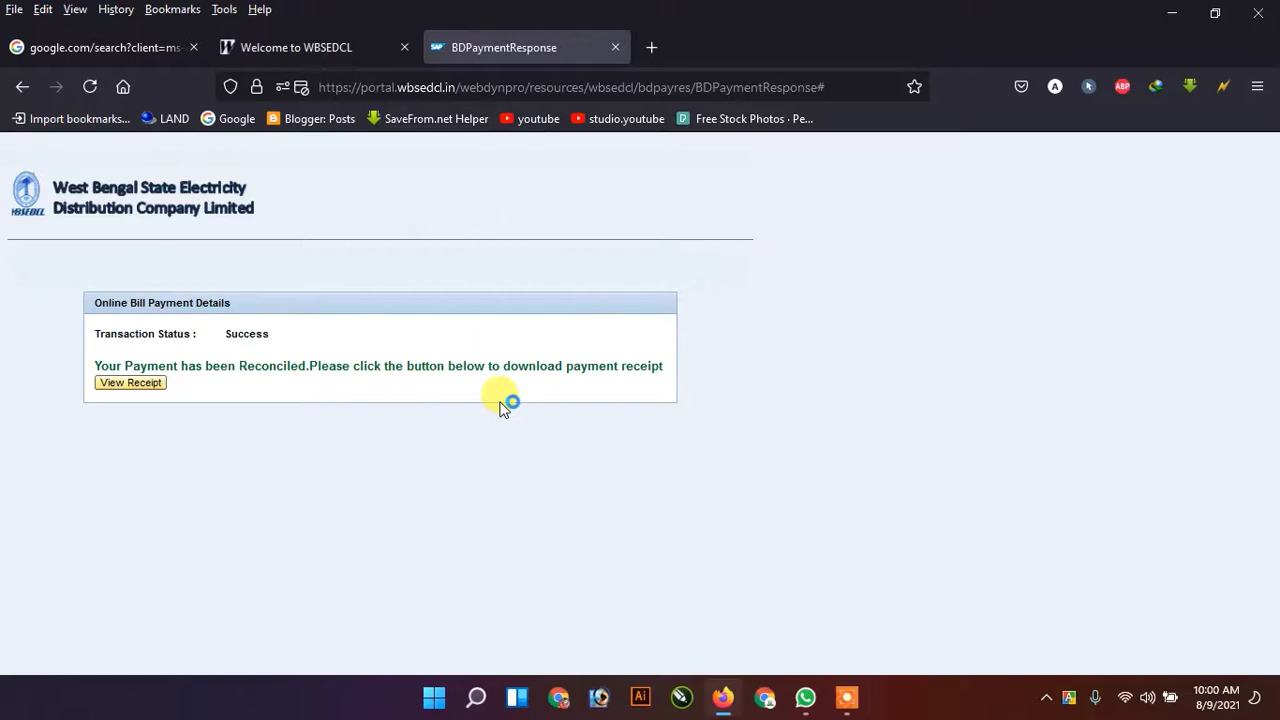 File Edit View History Bookmarks Tools Help
google.com/search?client=ms-
Welcome to WBSEDCL
BDPaymentResponse
https://portal.wbsedcl.in/webdynpro/resources/wbsedcl/bdpayres/BDPaymentResponse#
A
ABP
Import bookmarks...
LAND
Google
Blogger: Posts
SaveFrom.net Helper
youtube
studio.youtube
Free Stock Photos · Pe...
WBSEDCL
West Bengal State Electricity
Distribution Company Limited
Online Bill Payment Details
Transaction Status : Success
Your Payment has been Reconciled.Please click the button below to download payment receipt
View Receipt
Ai
A
10:00 AM
8/9/2021